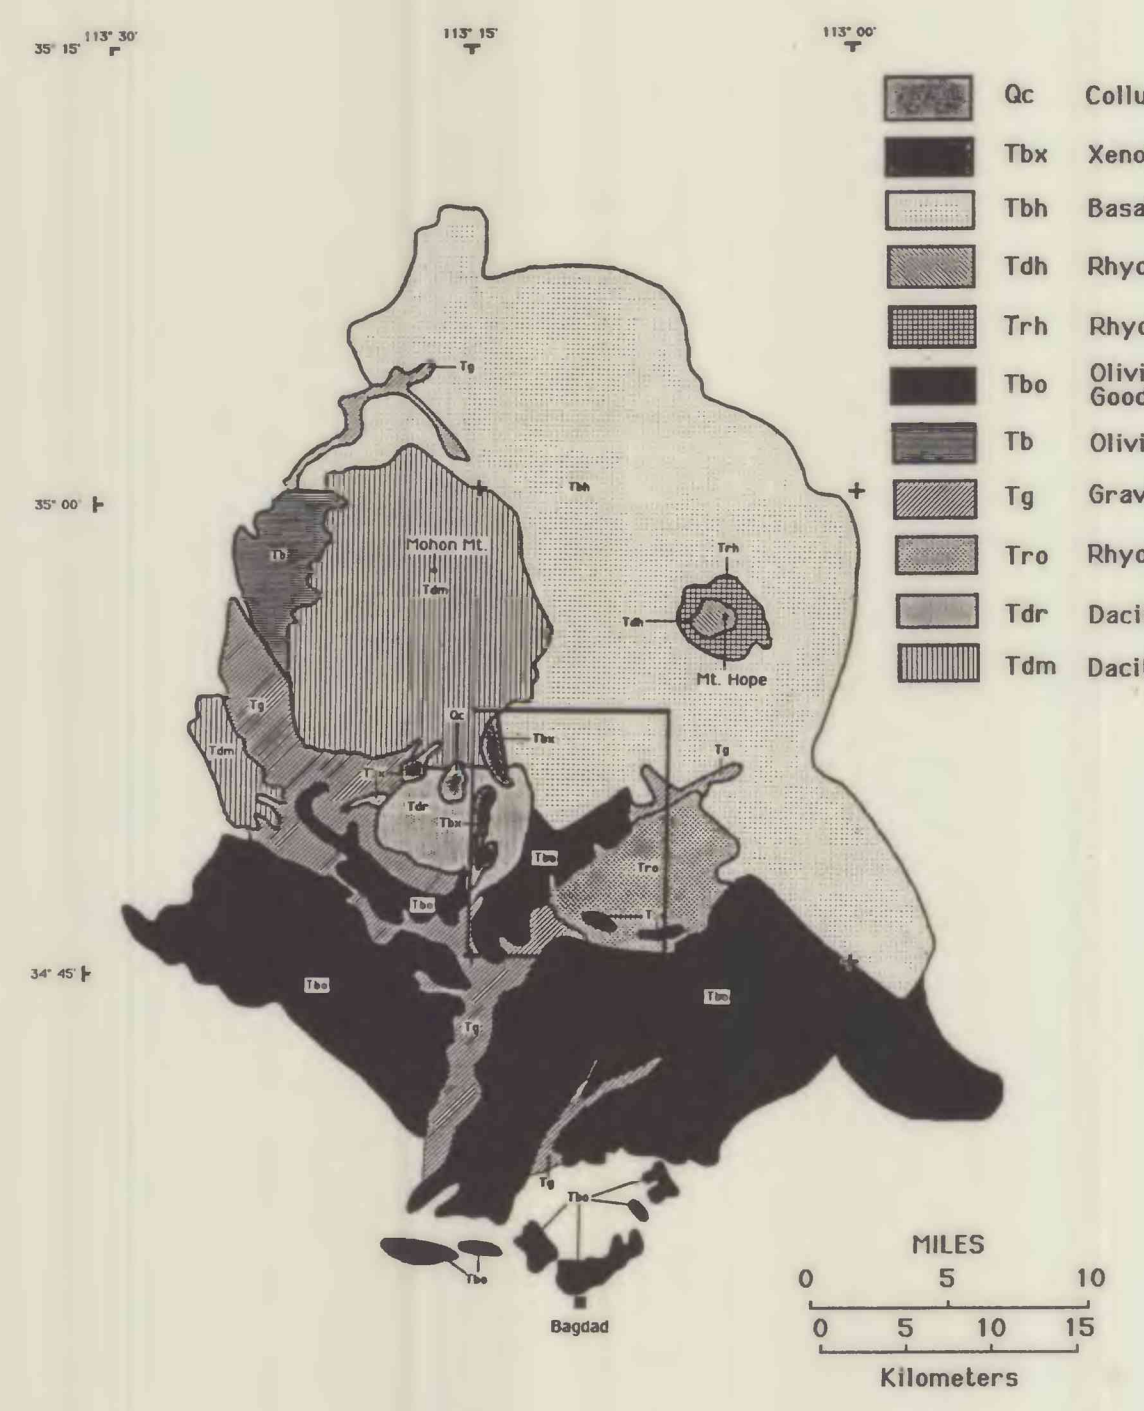 113° 30' 113° 15' 113° 00'
35° 15'
Qc Collu
Tbx Xeno
Tbh Basa
Tdh Rhyo
Trh Rhyo
Tbo Olivi
Good
Tb Olivi
Tg Grav
Tro Rhyo
Tdr Daci
Tdm Daci
Tg
35° 00'
Tbh
Mohon Mt.
Tb
Tdm
Trh
Tdh
Mt. Hope
Tg
Qc
Tbx
Tdm
Tg
Tbx
Tdr
Tbx
Tbo
Tro
Tbo
T
34° 45'
Tbo
Tbo
Tg
Tg
Tbo
Tbo
Bagdad
MILES
0 5 10
0 5 10 15
Kilometers